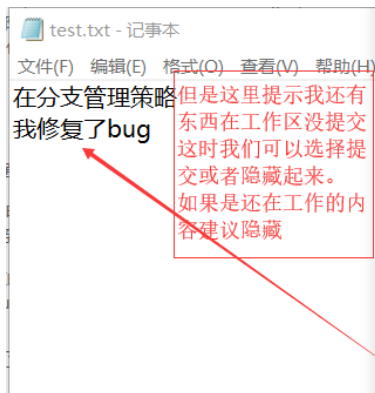 test.txt - 记事本
文件(F) 编辑(E) 格式(O) 查看(V) 帮助(H)
在分支管理策略
我修复了bug
但是这里提示我还有
东西在工作区没提交
这时我们可以选择提
交或者隐藏起来。
如果是还在工作的内
容建议隐藏